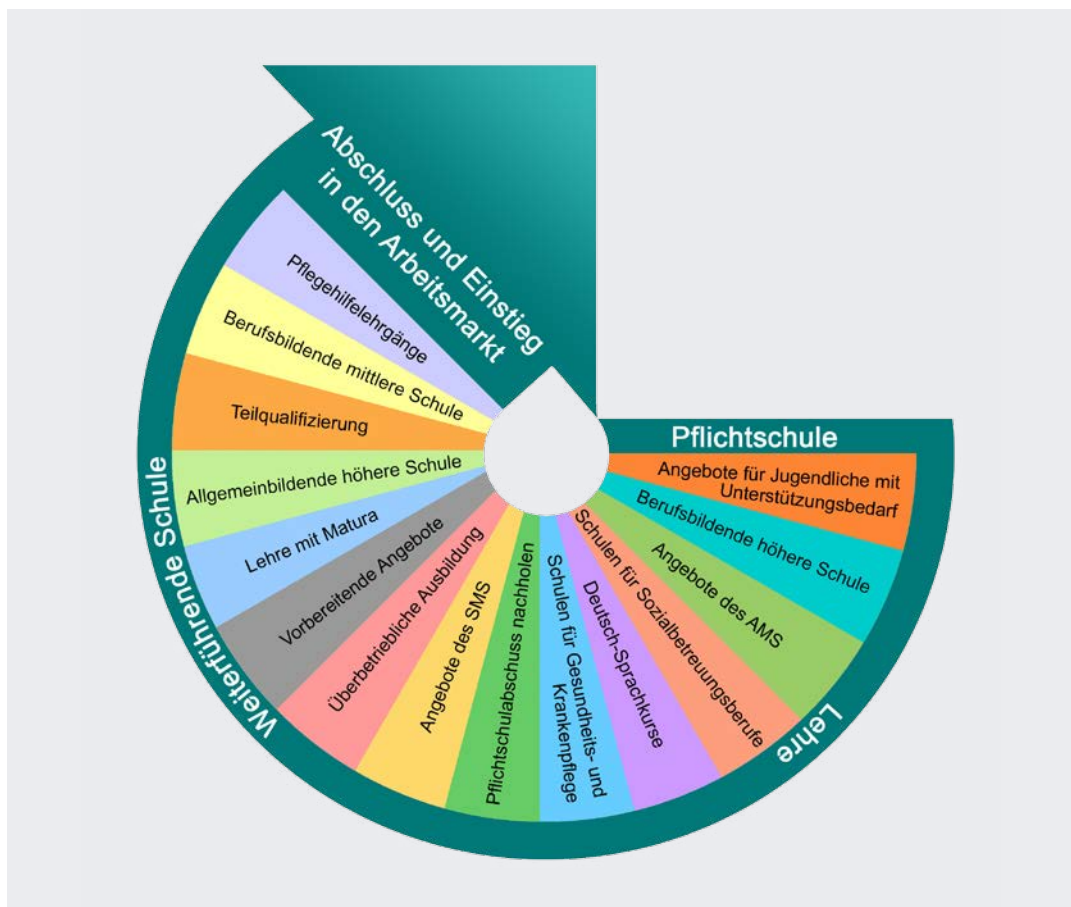 Abschluss und Einstieg
in den Arbeitsmarkt
Pflegehilfelehrgänge
Berufsbildende mittlere Schule
Teilqualifizierung
Allgemeinbildende höhere Schule
Lehre mit Matura
Vorbereitende Angebote
Überbetriebliche Ausbildung
Angebote des SMS
Pflichtschulabschuss nachholen
Schulen für Gesundheits- und
Krankenpflege
Deutsch-Sprachkurse
Schulen für Sozialbetreuungsberufe
Angebote des AMS
Berufsbildende höhere Schule
Angebote für Jugendliche mit
Unterstützungsbedarf
Pflichtschule
Lehre
Weiterführende Schule